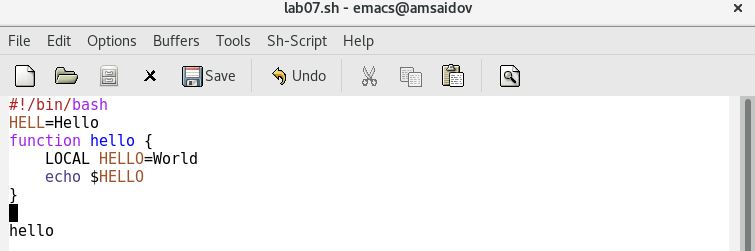 lab07.sh - emacs@amsaidov
File Edit Options Buffers Tools Sh-Script Help
Save Undo
#!/bin/bash
HELL=Hello
function hello {
    LOCAL HELLO=World
    echo $HELLO
}
hello